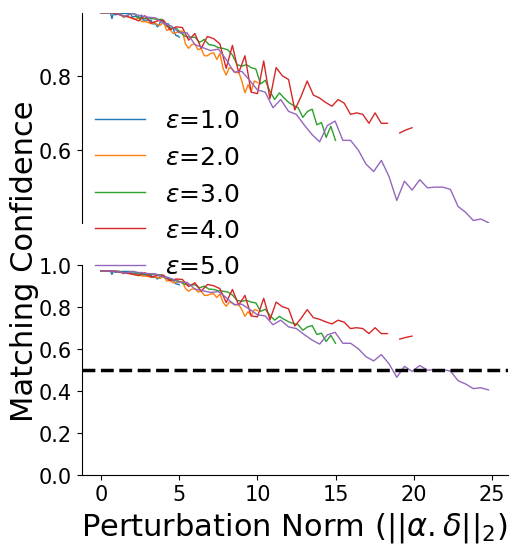 0.8
0.6
Matching Confidence
ε=1.0
ε=2.0
ε=3.0
ε=4.0
ε=5.0
1.0
0.8
0.6
0.4
0.2
0.0
0 5 10 15 20 25
Perturbation Norm (||α.δ||₂)